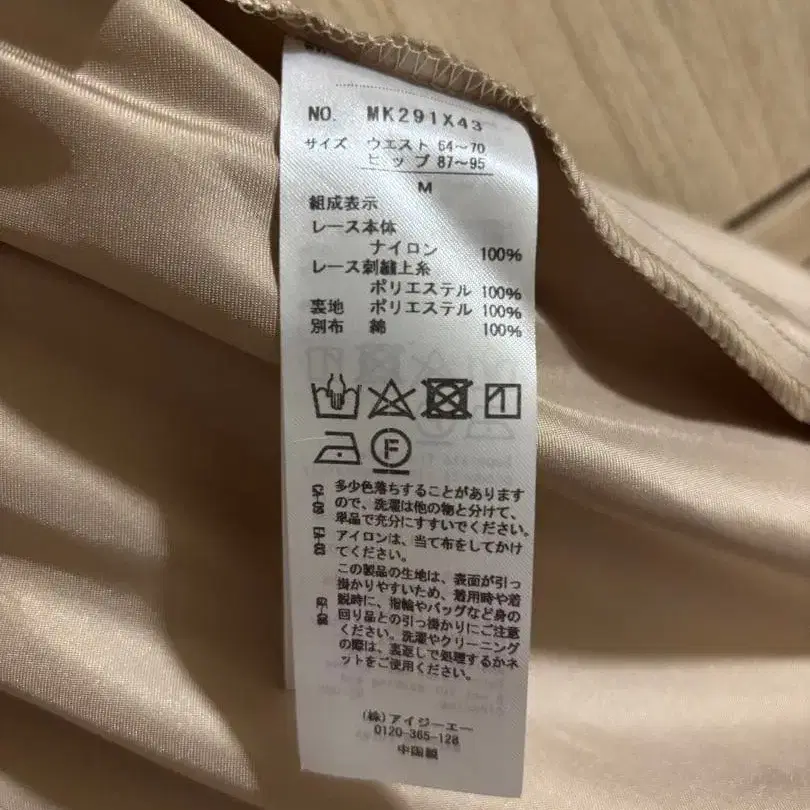 NO. MK291X43
サイズ ウエスト 64～70
ヒップ 87～95
M
組成表示
レース本体
ナイロン 100%
レース刺繍上糸
ポリエステル 100%
裏地 ポリエステル 100%
別布 綿 100%
F
多少色落ちすることがあります
ので、洗濯は他の物と分けて、
単品で充分にすすいでください。
アイロンは、当て布をしてかけ
てください。
この製品の生地は、表面が引っ
掛かりやすいため、着用時や着
脱時に、指輪やバッグなど身の
回り品との引っ掛かりにご注意
ください。洗濯やクリーニング
の際は、裏返しで処理するかネ
ットをご使用ください。
(株)アイジーエー
0120-365-128
中国製